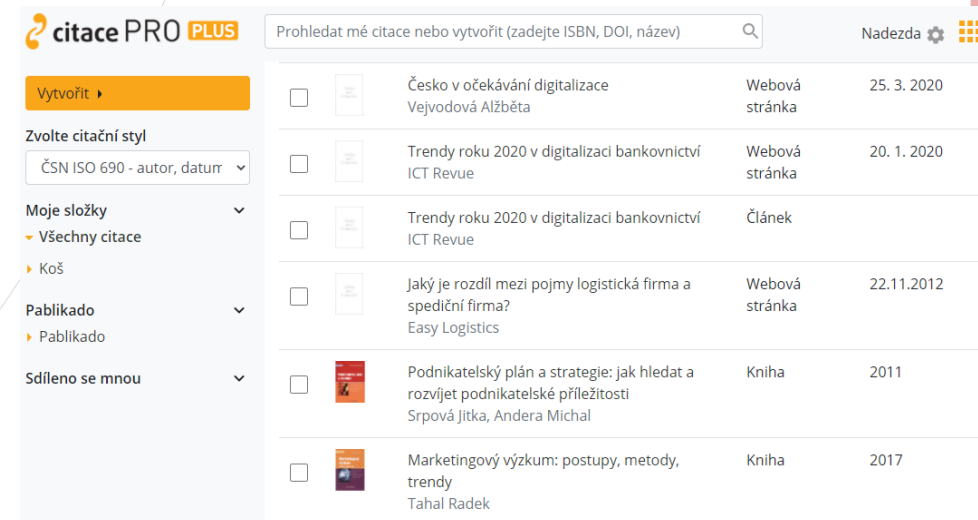 citace PRO PLUS
Prohledat mé citace nebo vytvořit (zadejte ISBN, DOI, název)
Nadezda
Vytvořit
Zvolte citační styl
ČSN ISO 690 - autor, datum
Moje složky
Všechny citace
Koš
Pablikado
Pablikado
Sdíleno se mnou
Česko v očekávání digitalizace
Vejvodová Alžběta
Webová
stránka
25. 3. 2020
Trendy roku 2020 v digitalizaci bankovnictví
ICT Revue
Webová
stránka
20. 1. 2020
Trendy roku 2020 v digitalizaci bankovnictví
ICT Revue
Článek
Jaký je rozdíl mezi pojmy logistická firma a
spediční firma?
Easy Logistics
Webová
stránka
22.11.2012
Podnikatelský plán a strategie: jak hledat a
rozvíjet podnikatelské příležitosti
Srpová Jitka, Andera Michal
Kniha
2011
Marketingový výzkum: postupy, metody,
trendy
Tahal Radek
Kniha
2017